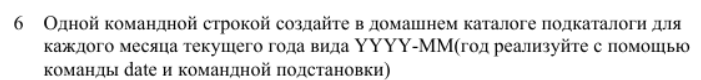 6 Одной командной строкой создайте в домашнем каталоге подкаталоги для
каждого месяца текущего года вида YYYY-MM(год реализуйте с помощью
команды date и командной подстановки)